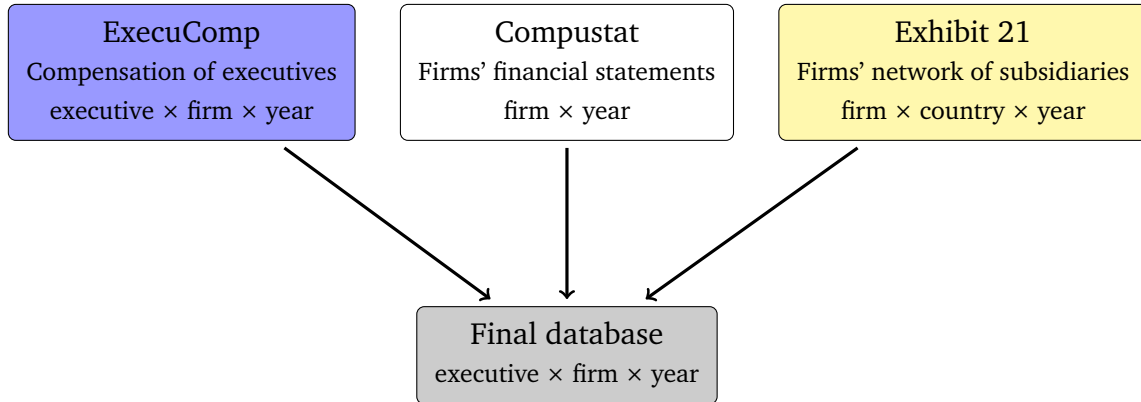 ExecuComp
Compensation of executives
executive × firm × year
Compustat
Firms' financial statements
firm × year
Exhibit 21
Firms' network of subsidiaries
firm × country × year
Final database
executive × firm × year